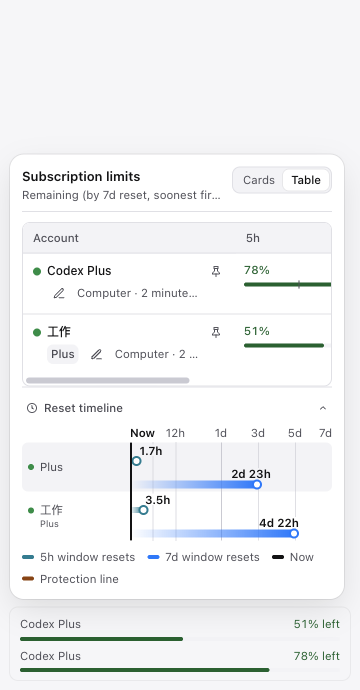 Subscription limits
Cards Table
Remaining (by 7d reset, soonest fir...
Account 5h
Codex Plus 78%
Computer · 2 minute...
工作 51%
Plus Computer · 2 ...
Reset timeline
Now 12h 1d 3d 5d 7d
1.7h
Plus
2d 23h
3.5h
工作
Plus
4d 22h
5h window resets 7d window resets Now
Protection line
Codex Plus 51% left
Codex Plus 78% left